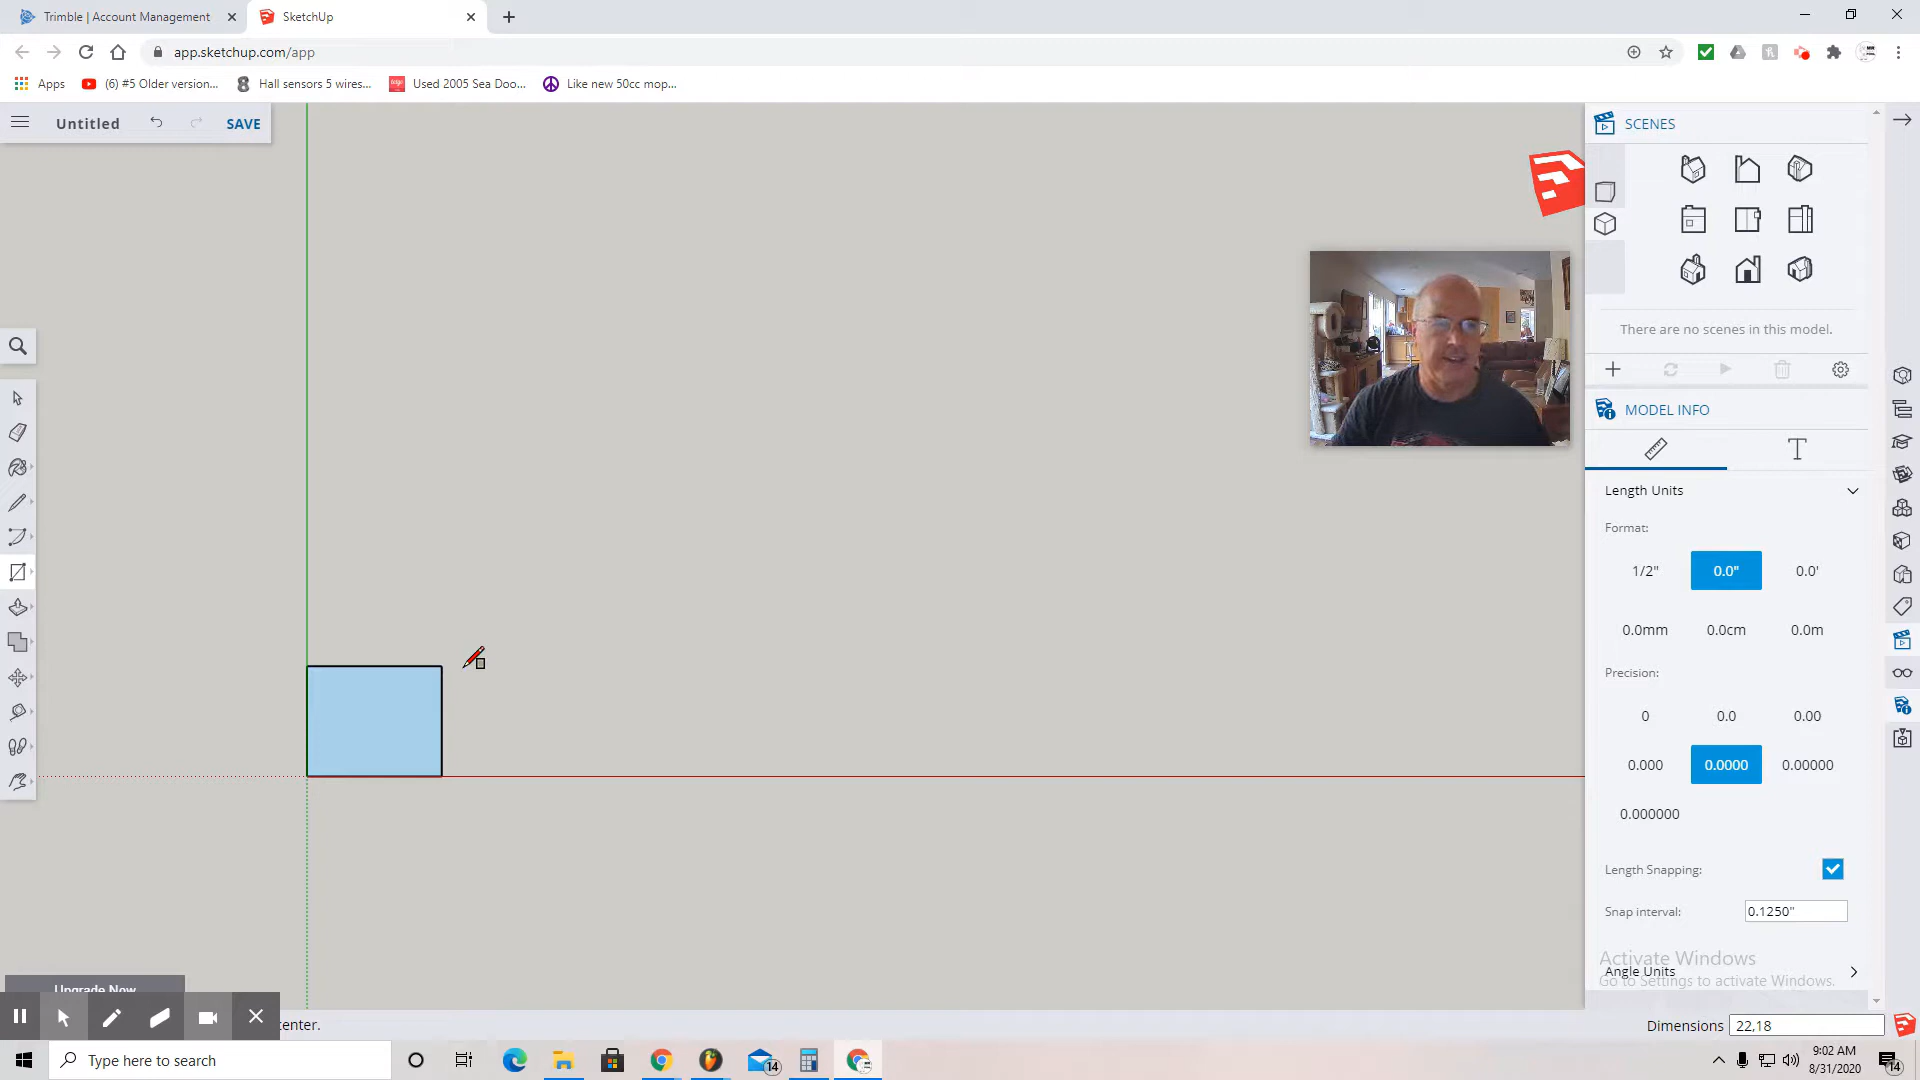 Trimble | Account Management
SketchUp
app.sketchup.com/app
Apps
(6) #5 Older version...
Hall sensors 5 wires...
Used 2005 Sea Doo...
Like new 50cc mop...
Untitled
SAVE
SCENES
There are no scenes in this model.
MODEL INFO
Length Units
Format:
1/2" 0.0" 0.0'
0.0mm 0.0cm 0.0m
Precision:
0 0.0 0.00
0.000 0.0000 0.00000
0.000000
Length Snapping:
Snap interval: 0.1250"
Activate Windows
Angle Units
Go to Settings to activate Windows.
Upgrade Now
center.
Dimensions 22,18
Type here to search
14
9:02 AM
8/31/2020
14